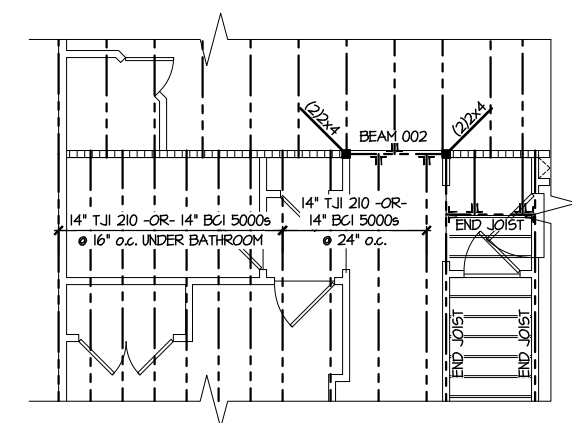 (2)2x4
BEAM 002
(2)2x4
14" TJI 210 -OR- 14" BCI 5000s
@ 16" o.c. UNDER BATHROOM
14" TJI 210 -OR-
14" BCI 5000s
@ 24" o.c.
END JOIST
END JOIST
END JOIST